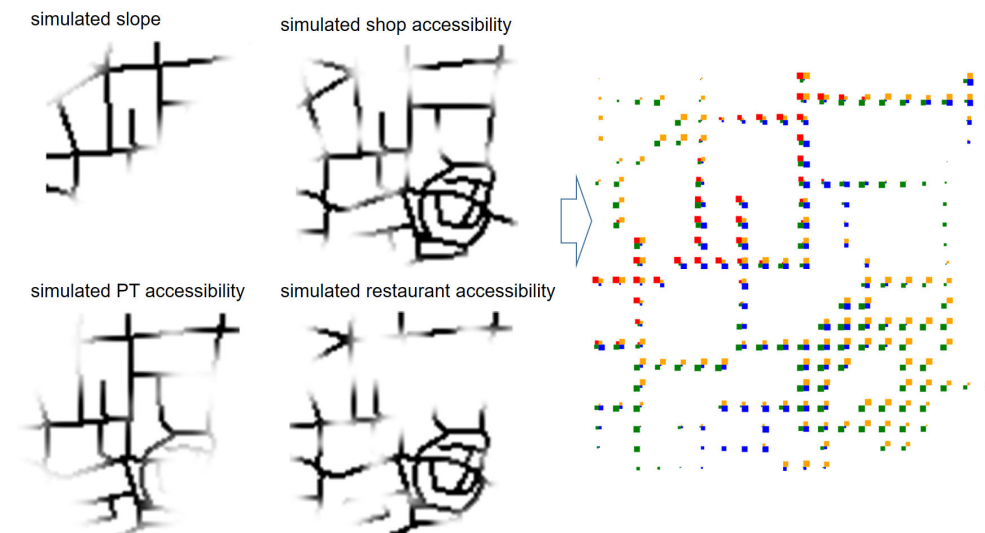 simulated slope
simulated shop accessibility
simulated PT accessibility
simulated restaurant accessibility